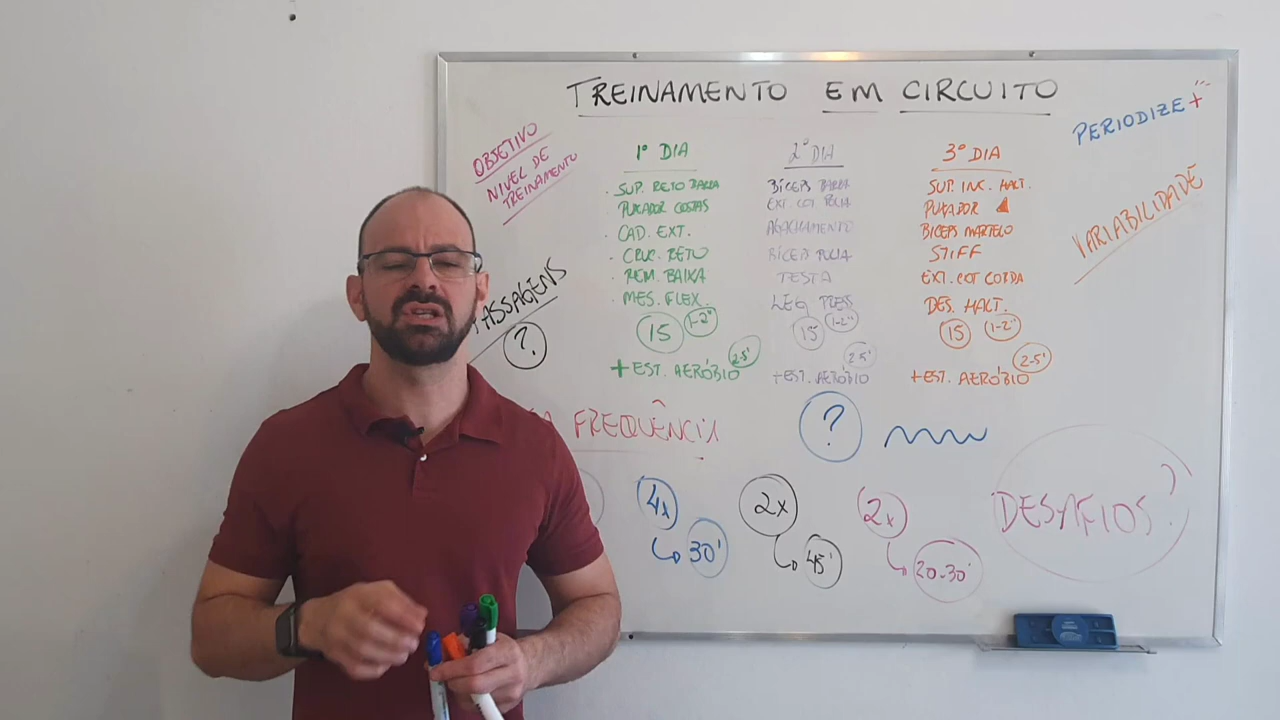 TREINAMENTO EM CIRCUITO
PERIODIZE +
OBJETIVO
NIVEL DE
TREINAMENTO
VARIABILIDADE
1º DIA
SUP. RETO BARRA
PUXADOR COSTAS
CAD. EXT.
CRUC. RETO
REM. BAIXA
MES. FLEX.
15 1-2"
+ EST. AERÓBIO 2-5'
2º DIA
BÍCEPS BARRA
EXT. COT POLIA
AGACHAMENTO
BÍCEPS POLIA
TESTA
LEG PRESS
15 1-2"
+ EST. AERÓBIO 2-5'
3º DIA
SUP. INC. HALT.
PUXADOR
BÍCEPS MARTELO
STIFF
EXT. COT CORDA
DES. HALT.
15 1-2"
+ EST. AERÓBIO 2-5'
ASSAGENS
?
FREQUÊNCIA
?
4x
30'
2x
45'
2x
20-30'
DESAFIOS?